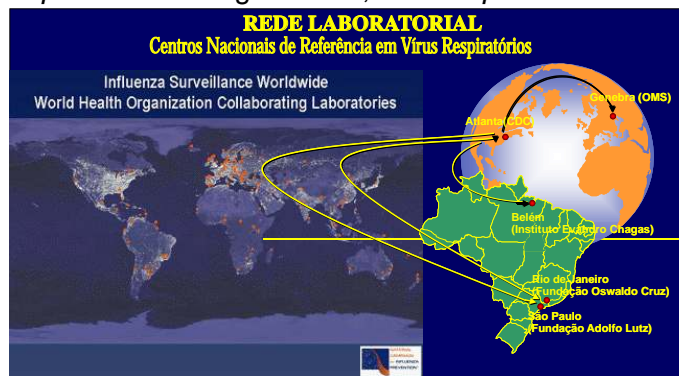 REDE LABORATORIAL
Centros Nacionais de Referência em Vírus Respiratórios
Influenza Surveillance Worldwide
World Health Organization Collaborating Laboratories
Genebra (OMS)
Atlanta(CDC)
Belém
(Instituto Evandro Chagas)
Rio de Janeiro
(Fundação Oswaldo Cruz)
São Paulo
(Fundação Adolfo Lutz)